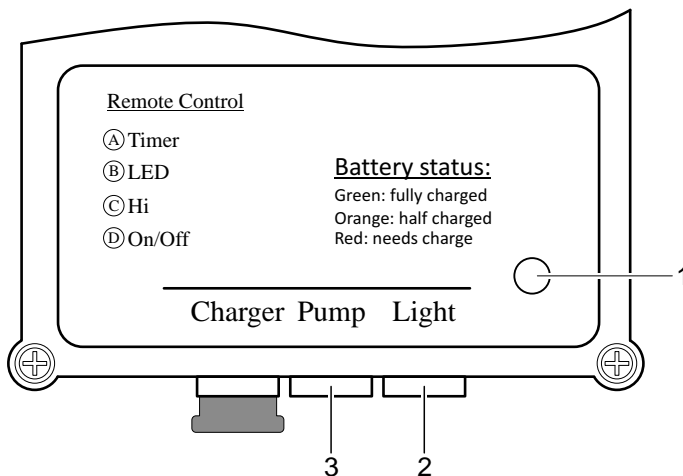 Remote Control
Ⓐ Timer
Ⓑ LED
Ⓒ Hi
Ⓓ On/Off
Battery status:
Green: fully charged
Orange: half charged
Red: needs charge
1
Charger Pump Light
3 2